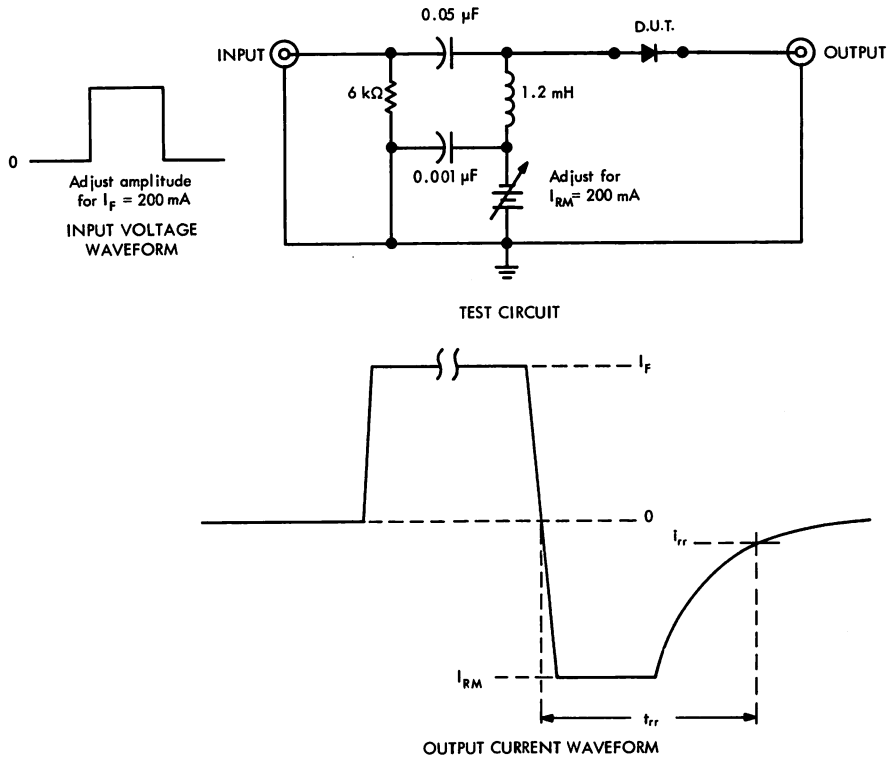 0.05 μF
D.U.T.
INPUT
OUTPUT
6 kΩ
1.2 mH
0
0.001 μF
Adjust amplitude
for I_F = 200 mA
Adjust for
I_RM = 200 mA
INPUT VOLTAGE
WAVEFORM
TEST CIRCUIT
I_F
0
i_rr
I_RM
t_rr
OUTPUT CURRENT WAVEFORM